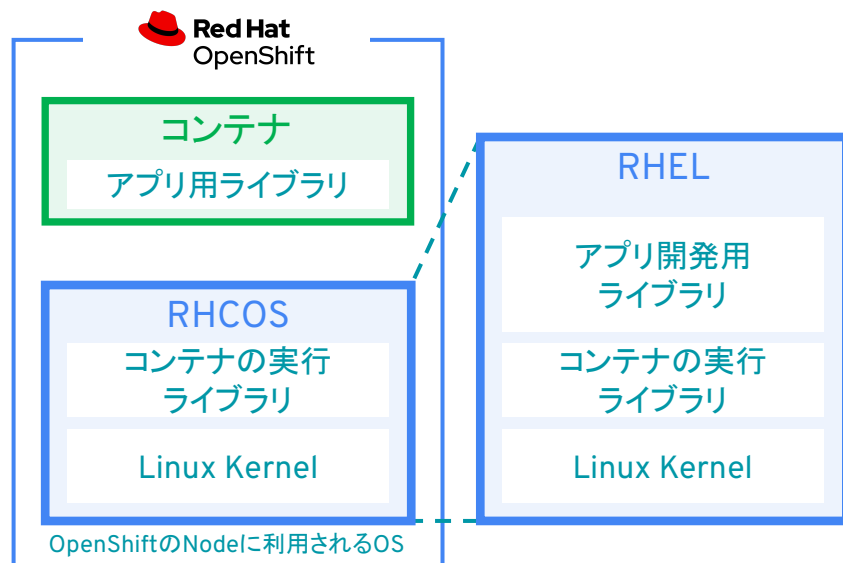 Red Hat
OpenShift
コンテナ
アプリ用ライブラリ
RHCOS
コンテナの実行
ライブラリ
Linux Kernel
OpenShiftのNodeに利用されるOS
RHEL
アプリ開発用
ライブラリ
コンテナの実行
ライブラリ
Linux Kernel